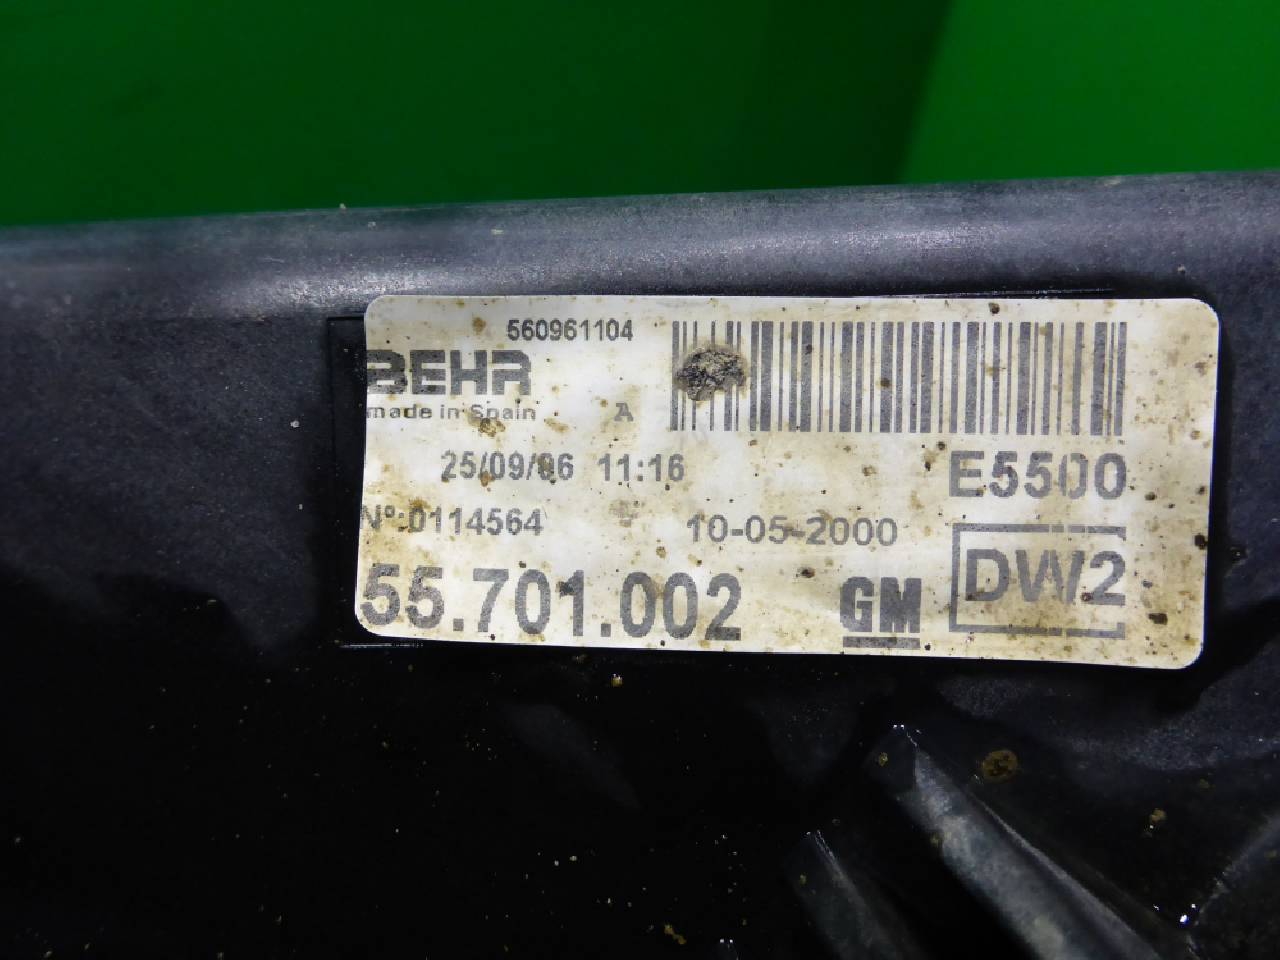 560961104
BEHR
made in Spain A
25/09/06 11:16 E5500
Nº:0114564 10-05-2000 DW2
55.701.002 GM